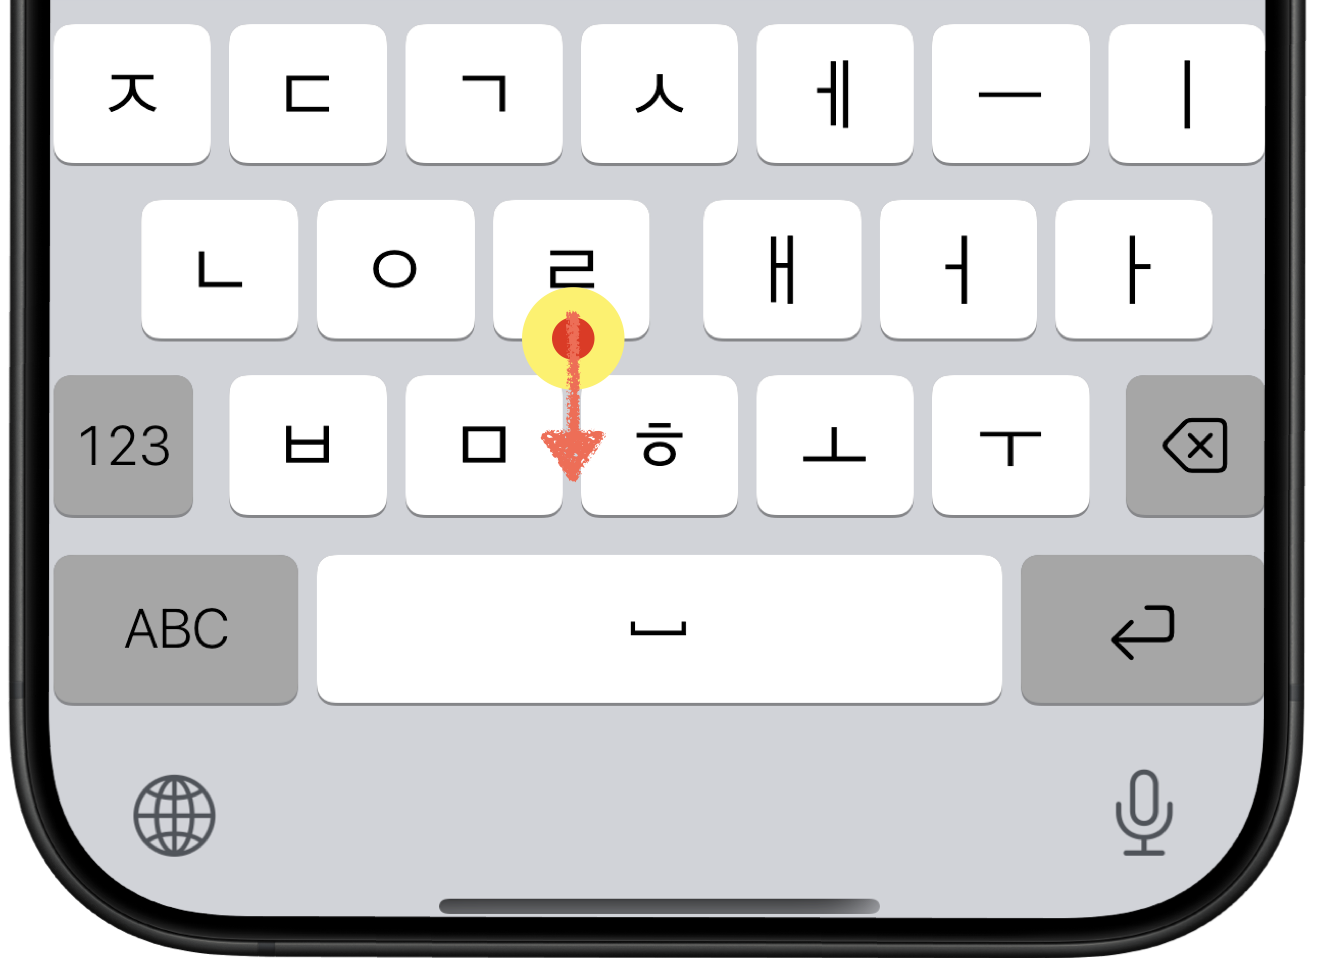 ㅈ ㄷ ㄱ ㅅ ㅔ ㅡ ㅣ
ㄴ ㅇ ㄹ ㅐ ㅓ ㅏ
123 ㅂ ㅁ ㅎ ㅗ ㅜ
ABC